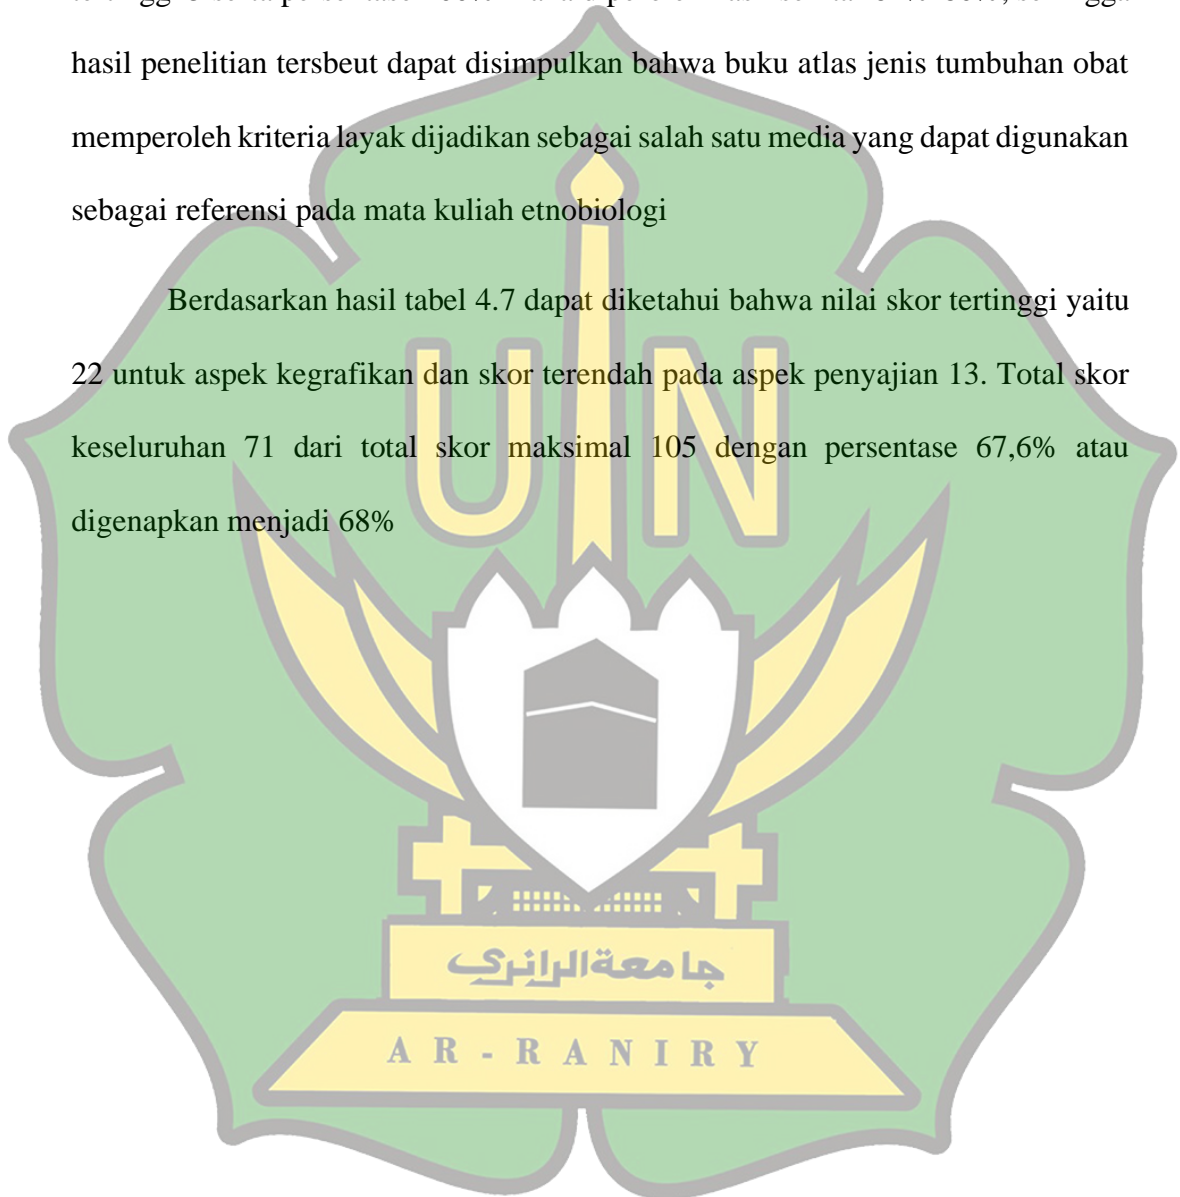 hasil penelitian tersbeut dapat disimpulkan bahwa buku atlas jenis tumbuhan obat
memperoleh kriteria layak dijadikan sebagai salah satu media yang dapat digunakan
sebagai referensi pada mata kuliah etnobiologi
Berdasarkan hasil tabel 4.7 dapat diketahui bahwa nilai skor tertinggi yaitu
22 untuk aspek kegrafikan dan skor terendah pada aspek penyajian 13. Total skor
keseluruhan 71 dari total skor maksimal 105 dengan persentase 67,6% atau
digenapkan menjadi 68%
UIN
جامعة الرانري
AR-RANIRY